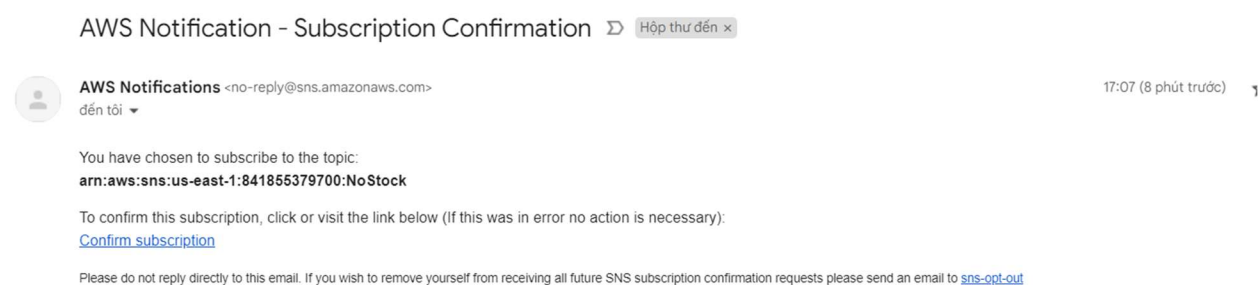 AWS Notification - Subscription Confirmation Hộp thư đến ×
AWS Notifications <no-reply@sns.amazonaws.com> 17:07 (8 phút trước)
đến tôi
You have chosen to subscribe to the topic:
arn:aws:sns:us-east-1:841855379700:NoStock
To confirm this subscription, click or visit the link below (If this was in error no action is necessary):
Confirm subscription
Please do not reply directly to this email. If you wish to remove yourself from receiving all future SNS subscription confirmation requests please send an email to sns-opt-out